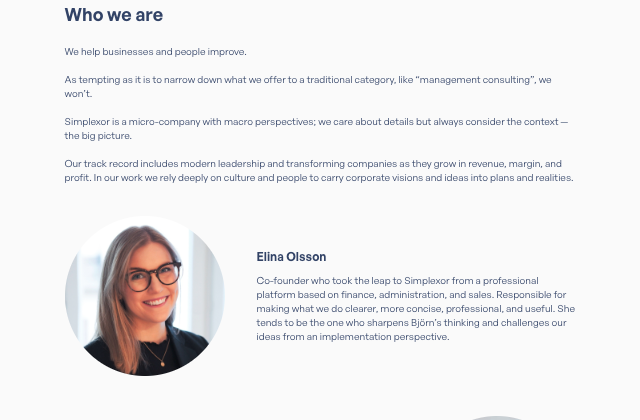 Who we are
We help businesses and people improve.
As tempting as it is to narrow down what we offer to a traditional category, like “management consulting”, we
won’t.
Simplexor is a micro-company with macro perspectives; we care about details but always consider the context —
the big picture.
Our track record includes modern leadership and transforming companies as they grow in revenue, margin, and
profit. In our work we rely deeply on culture and people to carry corporate visions and ideas into plans and realities.
Elina Olsson
Co-founder who took the leap to Simplexor from a professional
platform based on finance, administration, and sales. Responsible for
making what we do clearer, more concise, professional, and useful. She
tends to be the one who sharpens Björn’s thinking and challenges our
ideas from an implementation perspective.